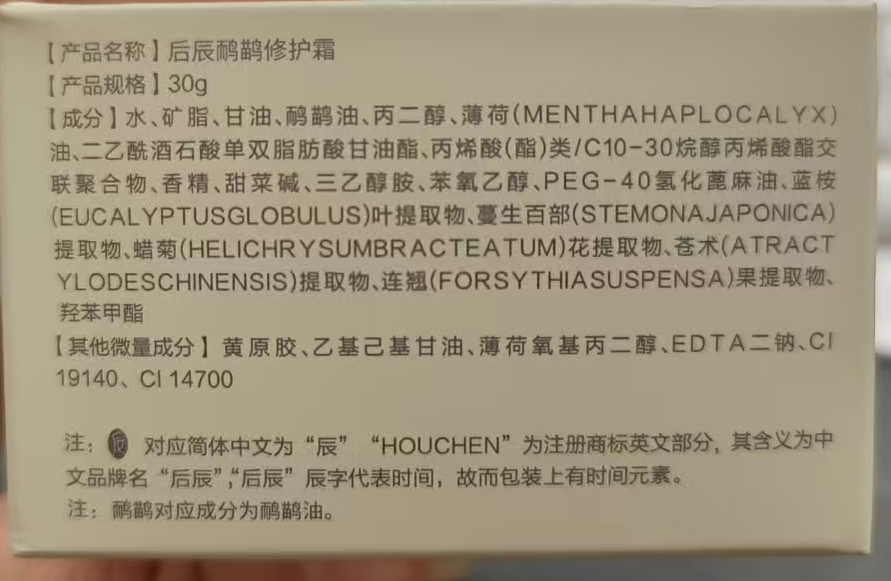 【产品名称】后辰鸸鹋修护霜
【产品规格】30g
【成分】水、矿脂、甘油、鸸鹋油、丙二醇、薄荷(MENTHAHAPLOCALYX)
油、二乙酰酒石酸单双脂肪酸甘油酯、丙烯酸(酯)类/C10-30烷醇丙烯酸酯交
联聚合物、香精、甜菜碱、三乙醇胺、苯氧乙醇、PEG-40氢化蓖麻油、蓝桉
(EUCALYPTUSGLOBULUS)叶提取物、蔓生百部(STEMONAJAPONICA)
提取物、蜡菊(HELICHRYSUMBRACTEATUM)花提取物、苍术(ATRACT
YLODESCHINENSIS)提取物、连翘(FORSYTHIASUSPENSA)果提取物、
羟苯甲酯
【其他微量成分】黄原胶、乙基己基甘油、薄荷氧基丙二醇、EDTA二钠、CI
19140、CI 14700
注：辰 对应简体中文为“辰”“HOUCHEN”为注册商标英文部分，其含义为中
文品牌名“后辰”,“后辰”辰字代表时间，故而包装上有时间元素。
注：鸸鹋对应成分为鸸鹋油。